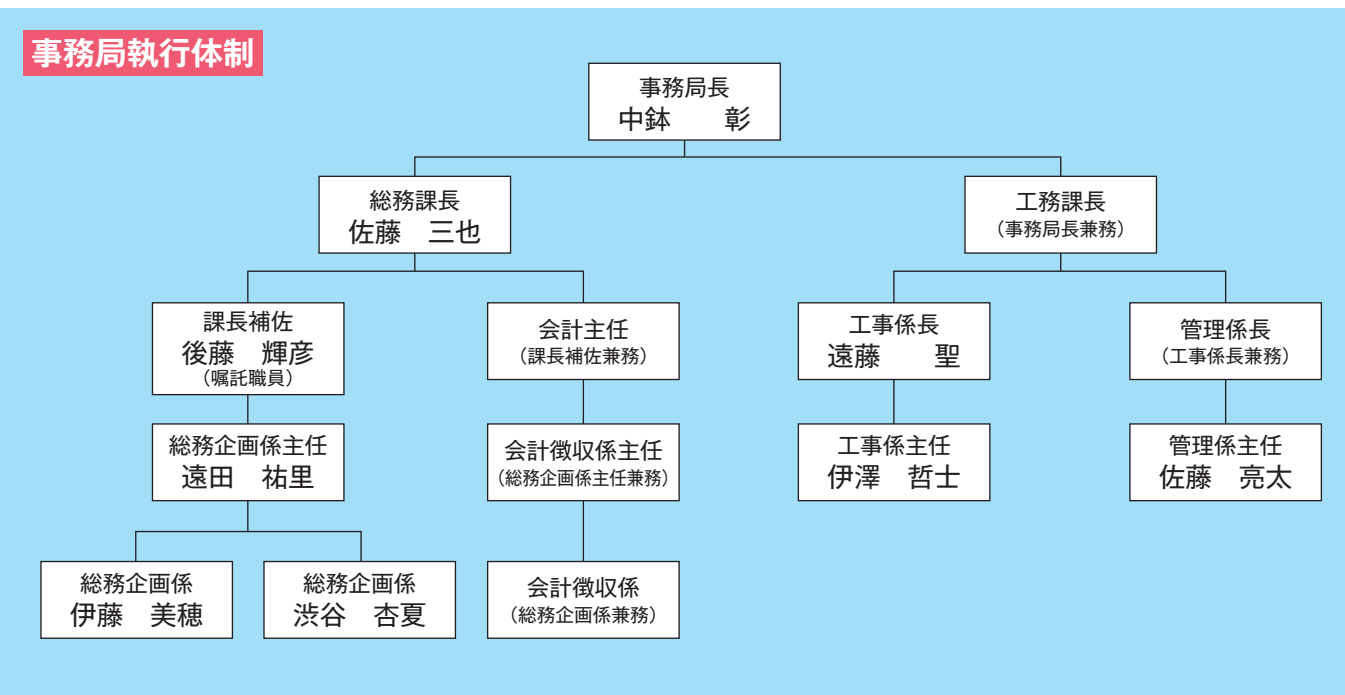 事務局執行体制
事務局長
中鉢　　彰
総務課長
佐藤　三也
工務課長
（事務局長兼務）
課長補佐
後藤　輝彦
（嘱託職員）
会計主任
（課長補佐兼務）
工事係長
遠藤　　聖
管理係長
（工事係長兼務）
総務企画係主任
遠田　祐里
会計徴収係主任
（総務企画係主任兼務）
工事係主任
伊澤　哲士
管理係主任
佐藤　亮太
総務企画係
伊藤　美穂
総務企画係
渋谷　杏夏
会計徴収係
（総務企画係兼務）